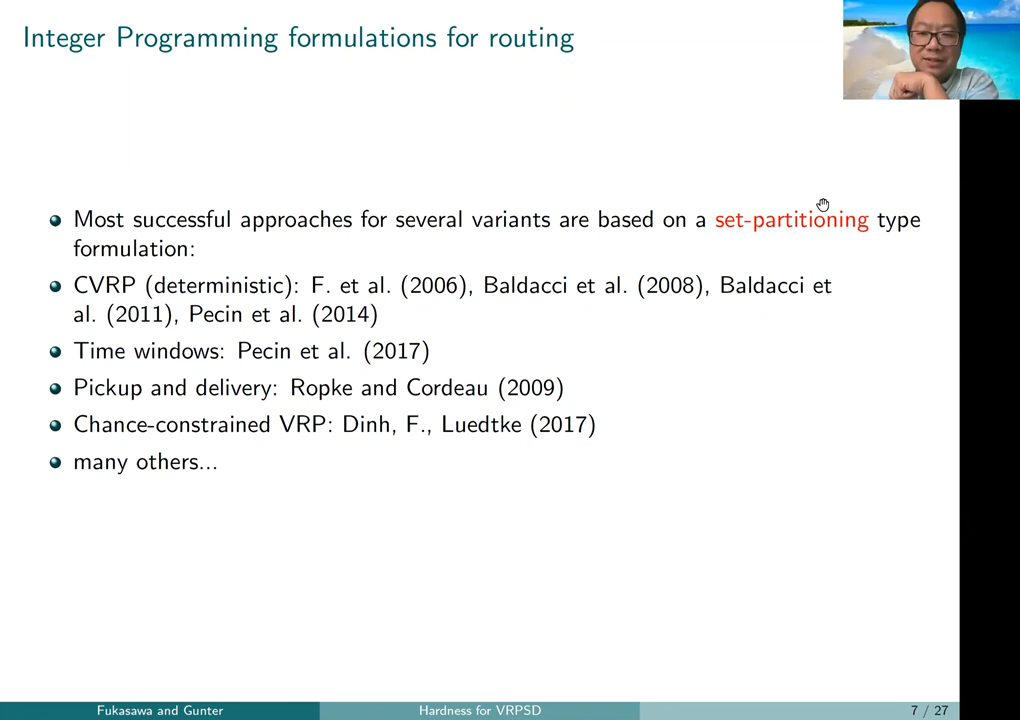 Integer Programming formulations for routing
Most successful approaches for several variants are based on a set-partitioning type
formulation:
CVRP (deterministic): F. et al. (2006), Baldacci et al. (2008), Baldacci et
al. (2011), Pecin et al. (2014)
Time windows: Pecin et al. (2017)
Pickup and delivery: Ropke and Cordeau (2009)
Chance-constrained VRP: Dinh, F., Luedtke (2017)
many others...
Fukasawa and Gunter Hardness for VRPSD 7 / 27